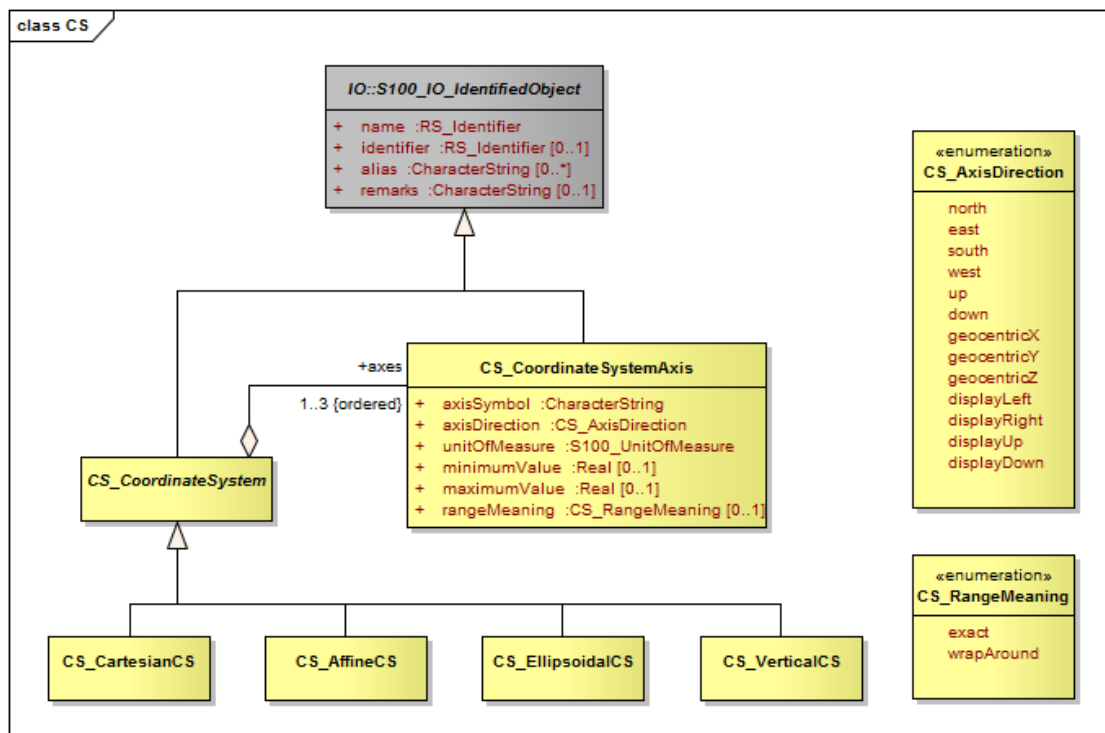 class CS
IO::S100_IO_IdentifiedObject
+ name :RS_Identifier
+ identifier :RS_Identifier [0..1]
+ alias :CharacterString [0..*]
+ remarks :CharacterString [0..1]
«enumeration»
CS_AxisDirection
north
east
south
west
up
down
geocentricX
geocentricY
geocentricZ
displayLeft
displayRight
displayUp
displayDown
+axes
1..3 {ordered}
CS_CoordinateSystemAxis
+ axisSymbol :CharacterString
+ axisDirection :CS_AxisDirection
+ unitOfMeasure :S100_UnitOfMeasure
+ minimumValue :Real [0..1]
+ maximumValue :Real [0..1]
+ rangeMeaning :CS_RangeMeaning [0..1]
CS_CoordinateSystem
«enumeration»
CS_RangeMeaning
exact
wrapAround
CS_CartesianCS
CS_AffineCS
CS_EllipsoidalCS
CS_VerticalCS